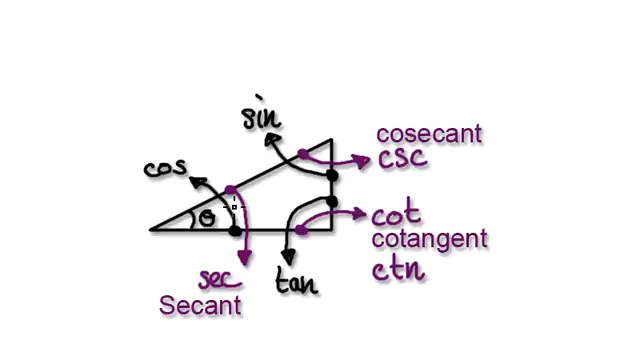 sin
cosecant
csc
cos
θ
cot
cotangent
ctn
sec
Secant
tan